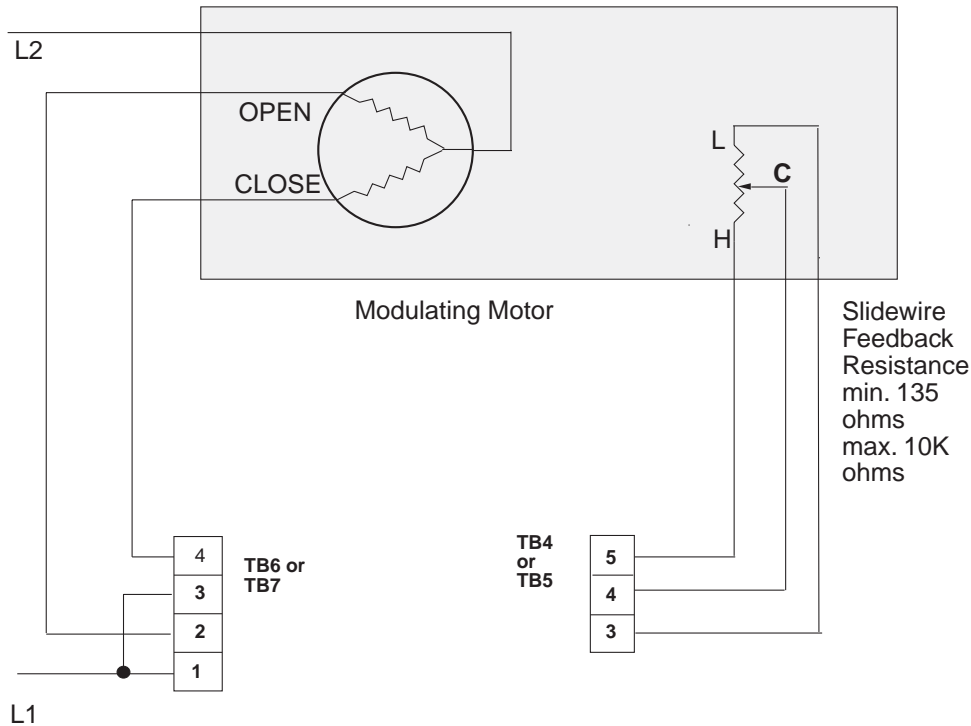 L2
OPEN
CLOSE
L
C
H
Modulating Motor
Slidewire
Feedback
Resistance
min. 135
ohms
max. 10K
ohms
4
3
2
1
TB6 or
TB7
TB4
or
TB5
5
4
3
L1